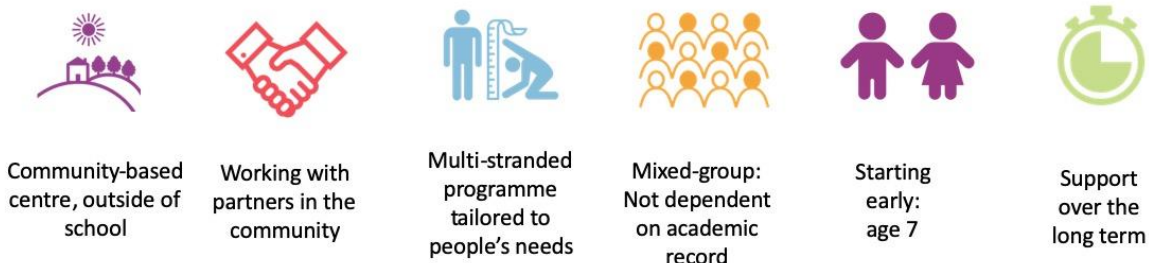 Community-based
centre, outside of
school
Working with
partners in the
community
Multi-stranded
programme
tailored to
people's needs
Mixed-group:
Not dependent
on academic
record
Starting
early:
age 7
Support
over the
long term